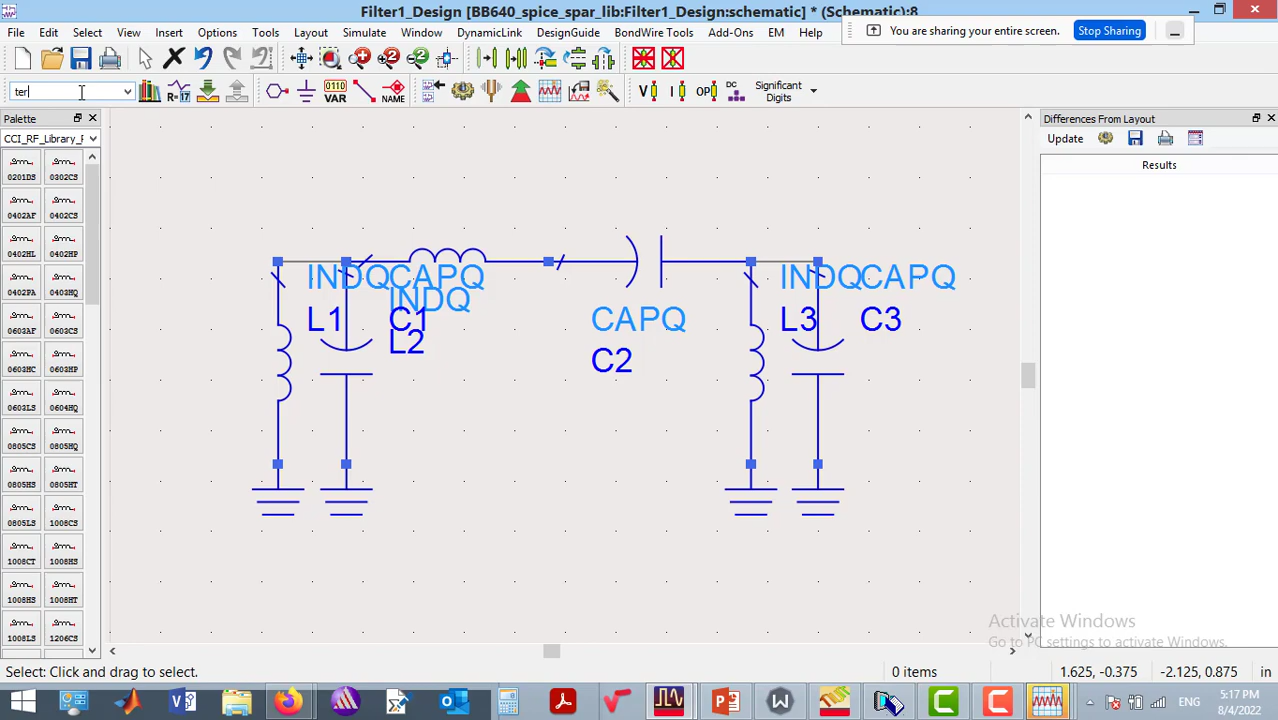 Filter1_Design [BB640_spice_spar_lib:Filter1_Design:schematic] * (Schematic):8
You are sharing your entire screen. Stop Sharing
File Edit Select View Insert Options Tools Layout Simulate Window DynamicLink DesignGuide BondWire Tools Add-Ons EM Help
ter
R=17
0110
VAR
NAME
V I OP
DC
Significant
Digits
Palette
CCI_RF_Library_F
0201DS 0302CS
0402AF 0402CS
0402HL 0402HP
0402PA 0403HQ
0603AF 0603CS
0603HC 0603HP
0603LS 0604HQ
0805CS 0805HQ
0805HS 0805HT
0805LS 1008CS
1008CT 1008HS
1008HS 1008HT
1008LS 1206CS
INDQ CAPQ
INDQ
L1 C1
L2
CAPQ
C2
INDQ CAPQ
L3 C3
Differences From Layout
Update
Results
Activate Windows
Go to PC settings to activate Windows.
Select: Click and drag to select.
0 items
1.625, -0.375
-2.125, 0.875
in
ENG
5:17 PM
8/4/2022